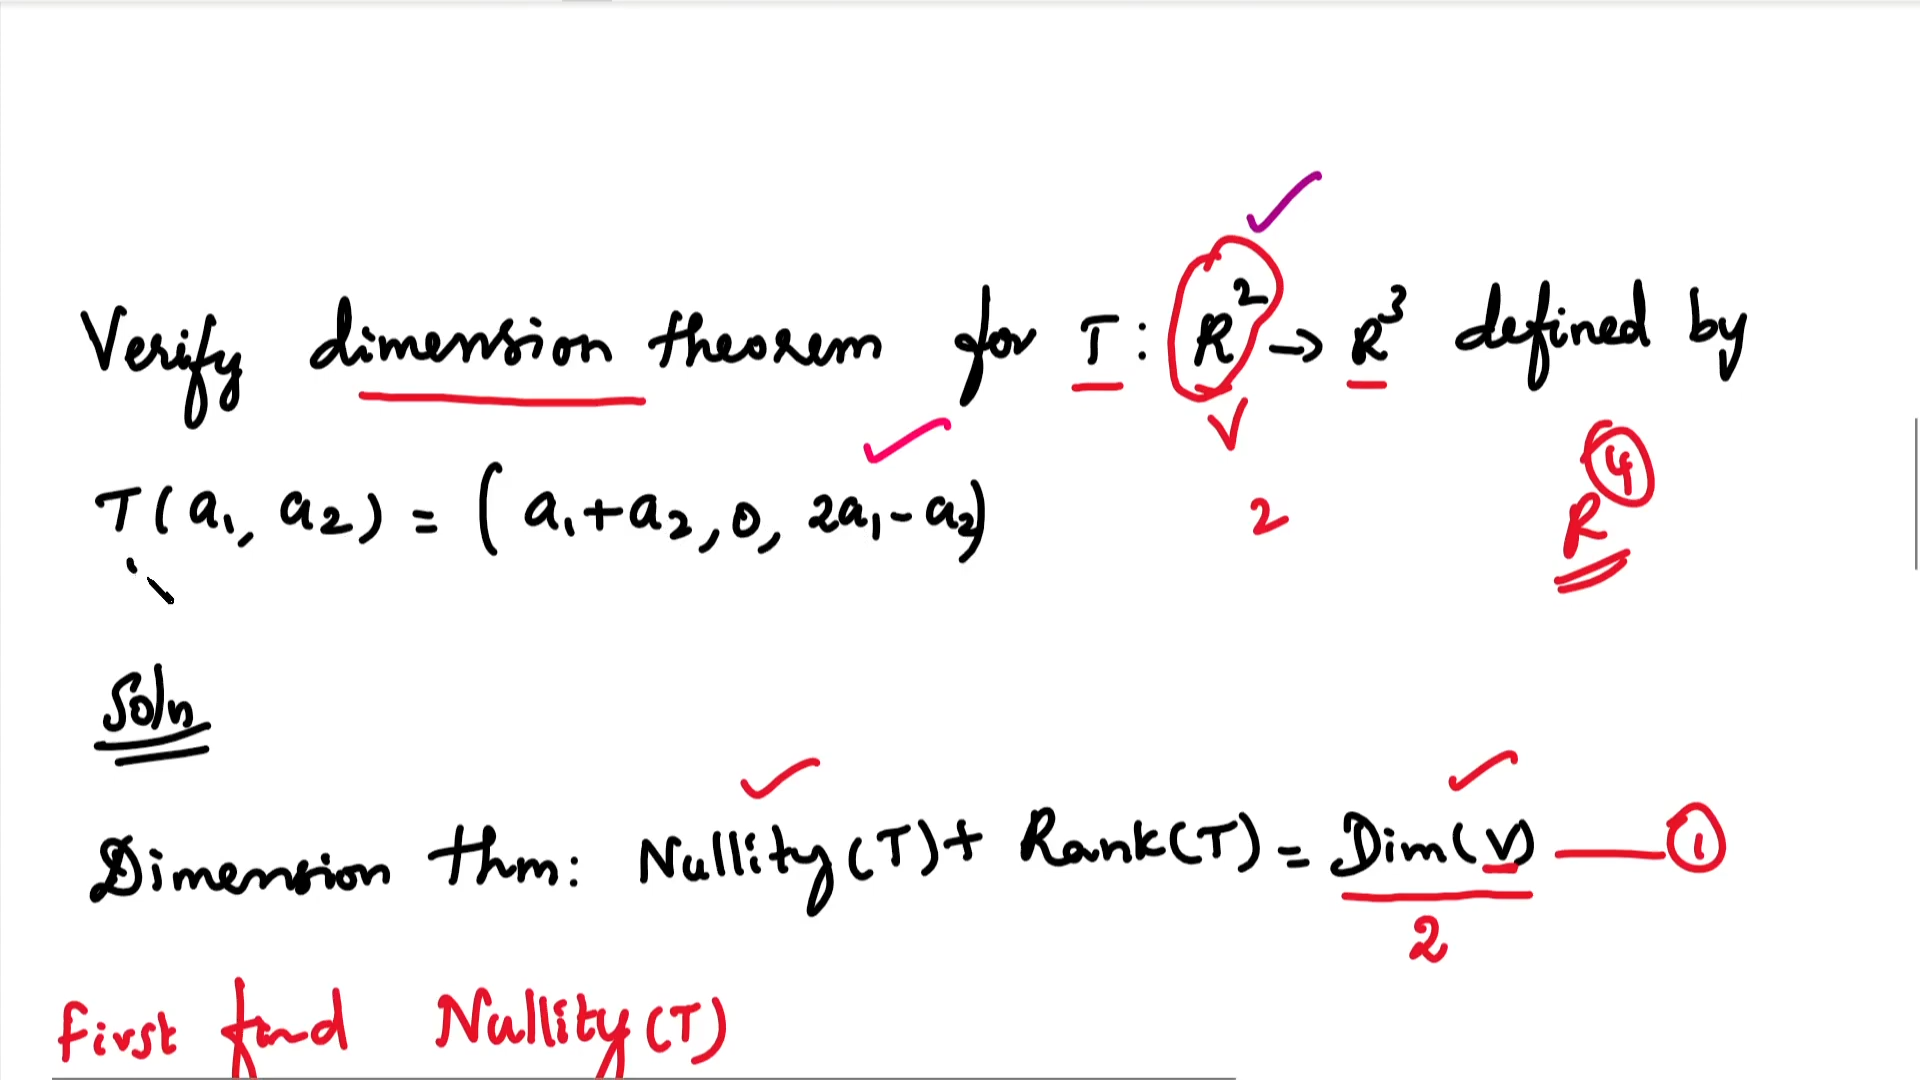 Verify dimension theorem for T: R² → R³ defined by
V
T(a₁, a₂) = (a₁+a₂, 0, 2a₁-a₂) 2 R⁴
Soln
Dimension thm: Nullity(T)+ Rank(T) = Dim(V) — 1
2
First find Nullity(T)